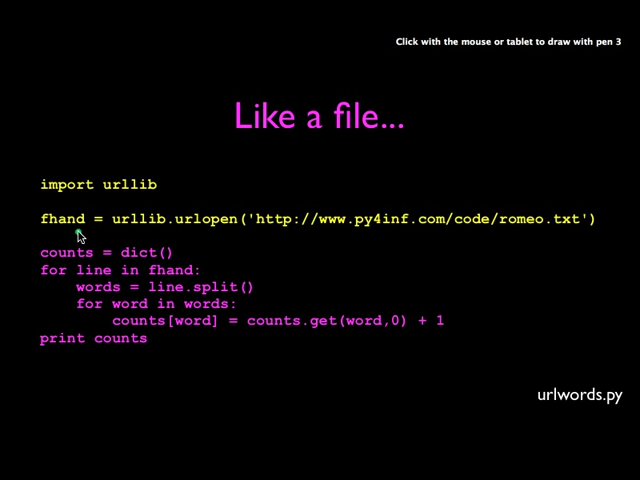 Click with the mouse or tablet to draw with pen 3
Like a file...
import urllib
fhand = urllib.urlopen('http://www.py4inf.com/code/romeo.txt')
counts = dict()
for line in fhand:
    words = line.split()
    for word in words:
        counts[word] = counts.get(word,0) + 1
print counts
urlwords.py